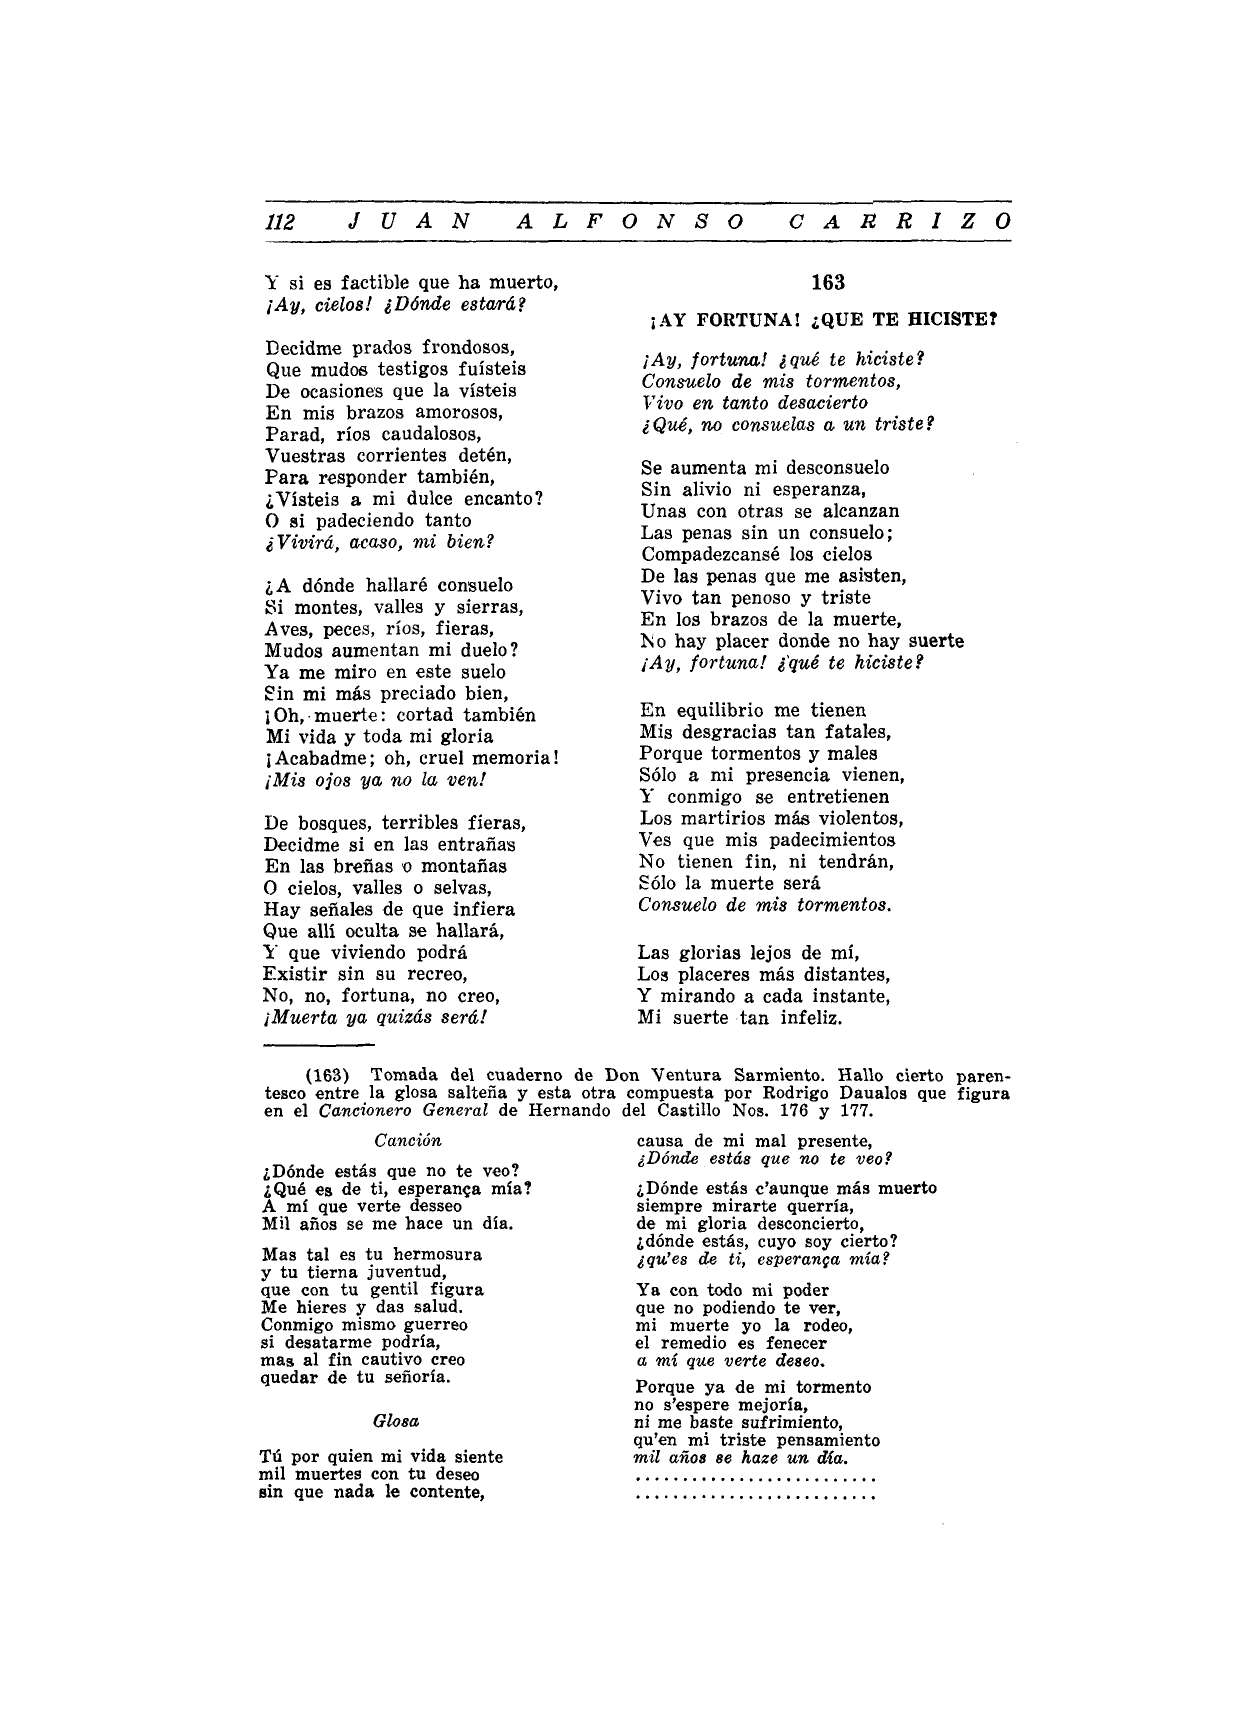 112 JUAN ALFONSO CARRIZO
Y si es factible que ha muerto,
¡Ay, cielos! ¿Dónde estará?
Decidme prados frondosos,
Que mudos testigos fuísteis
De ocasiones que la vísteis
En mis brazos amorosos,
Parad, ríos caudalosos,
Vuestras corrientes detén,
Para responder también,
¿Vísteis a mi dulce encanto?
O si padeciendo tanto
¿Vivirá, acaso, mi bien?
¿A dónde hallaré consuelo
Si montes, valles y sierras,
Aves, peces, ríos, fieras,
Mudos aumentan mi duelo?
Ya me miro en este suelo
Sin mi más preciado bien,
¡Oh, muerte: cortad también
Mi vida y toda mi gloria
¡Acabadme; oh, cruel memoria!
¡Mis ojos ya no la ven!
De bosques, terribles fieras,
Decidme si en las entrañas
En las breñas o montañas
O cielos, valles o selvas,
Hay señales de que infiera
Que allí oculta se hallará,
Y que viviendo podrá
Existir sin su recreo,
No, no, fortuna, no creo,
¡Muerta ya quizás será!
163
¡AY FORTUNA! ¿QUE TE HICISTE?
¡Ay, fortuna! ¿qué te hiciste?
Consuelo de mis tormentos,
Vivo en tanto desacierto
¿Qué, no consuelas a un triste?
Se aumenta mi desconsuelo
Sin alivio ni esperanza,
Unas con otras se alcanzan
Las penas sin un consuelo;
Compadezcansé los cielos
De las penas que me asisten,
Vivo tan penoso y triste
En los brazos de la muerte,
No hay placer donde no hay suerte
¡Ay, fortuna! ¿qué te hiciste?
En equilibrio me tienen
Mis desgracias tan fatales,
Porque tormentos y males
Sólo a mi presencia vienen,
Y conmigo se entretienen
Los martirios más violentos,
Ves que mis padecimientos
No tienen fin, ni tendrán,
Sólo la muerte será
Consuelo de mis tormentos.
Las glorias lejos de mí,
Los placeres más distantes,
Y mirando a cada instante,
Mi suerte tan infeliz.
(163) Tomada del cuaderno de Don Ventura Sarmiento. Hallo cierto paren-
tesco entre la glosa salteña y esta otra compuesta por Rodrigo Daualos que figura
en el Cancionero General de Hernando del Castillo Nos. 176 y 177.
Canción
¿Dónde estás que no te veo?
¿Qué es de ti, esperança mía?
A mí que verte desseo
Mil años se me hace un día.
Mas tal es tu hermosura
y tu tierna juventud,
que con tu gentil figura
Me hieres y das salud.
Conmigo mismo guerreo
si desatarme podría,
mas al fin cautivo creo
quedar de tu señoría.
Glosa
Tú por quien mi vida siente
mil muertes con tu deseo
sin que nada le contente,
causa de mi mal presente,
¿Dónde estás que no te veo?
¿Dónde estás c'aunque más muerto
siempre mirarte querría,
de mi gloria desconcierto,
¿dónde estás, cuyo soy cierto?
¿qu'es de ti, esperança mía?
Ya con todo mi poder
que no podiendo te ver,
mi muerte yo la rodeo,
el remedio es fenecer
a mí que verte deseo.
Porque ya de mi tormento
no s'espere mejoría,
ni me baste sufrimiento,
qu'en mi triste pensamiento
mil años se haze un día.
..........................
..........................